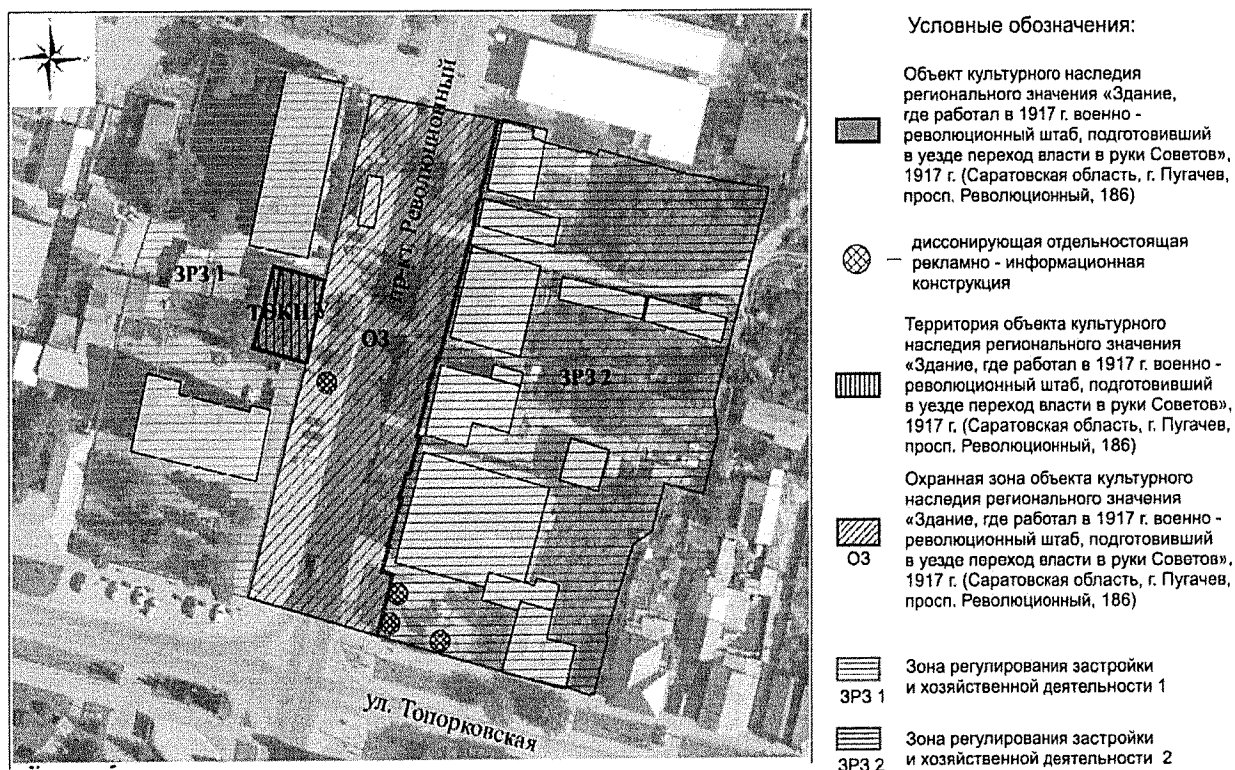 пр-кт Революционный
ЗРЗ 1
ОЗ
ЗРЗ 2
ул. Топорковская
Условные обозначения:
Объект культурного наследия
регионального значения «Здание,
где работал в 1917 г. военно -
революционный штаб, подготовивший
в уезде переход власти в руки Советов»,
1917 г. (Саратовская область, г. Пугачев,
просп. Революционный, 186)
диссонирующая отдельностоящая
– рекламно - информационная
конструкция
Территория объекта культурного
наследия регионального значения
«Здание, где работал в 1917 г. военно -
революционный штаб, подготовивший
в уезде переход власти в руки Советов»,
1917 г. (Саратовская область, г. Пугачев,
просп. Революционный, 186)
Охранная зона объекта культурного
наследия регионального значения
«Здание, где работал в 1917 г. военно -
революционный штаб, подготовивший
в уезде переход власти в руки Советов»,
1917 г. (Саратовская область, г. Пугачев,
просп. Революционный, 186)
ОЗ
Зона регулирования застройки
и хозяйственной деятельности 1
ЗРЗ 1
Зона регулирования застройки
и хозяйственной деятельности 2
ЗРЗ 2